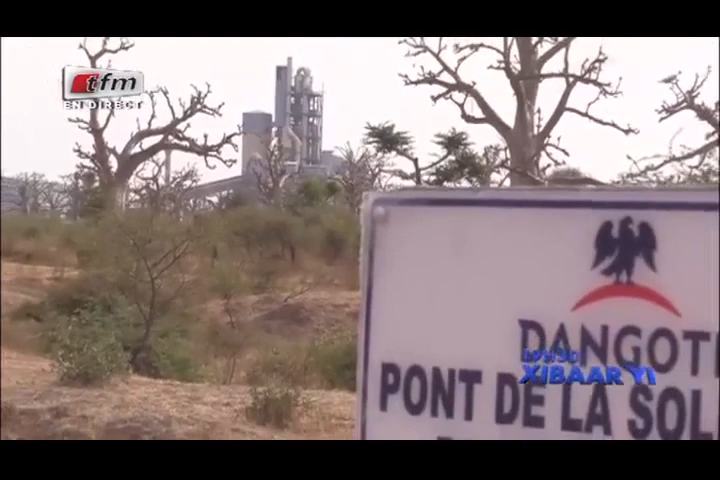 tfm
EN DIRECT
DANGOT
XIBAAR YI
PONT DE LA SOL